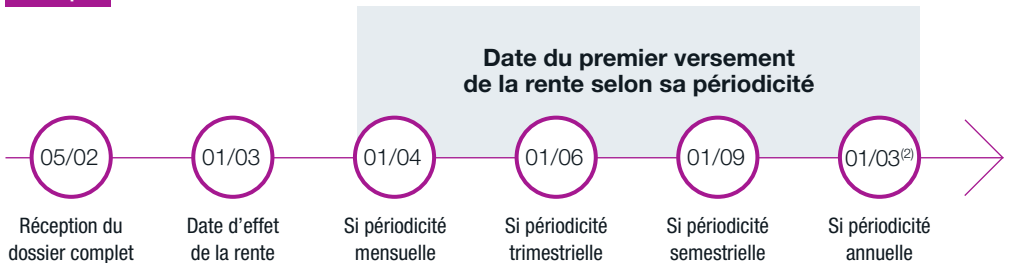 Date du premier versement
de la rente selon sa périodicité
05/02
01/03
01/04
01/06
01/09
01/03(2)
Réception du
dossier complet
Date d'effet
de la rente
Si périodicité
mensuelle
Si périodicité
trimestrielle
Si périodicité
semestrielle
Si périodicité
annuelle